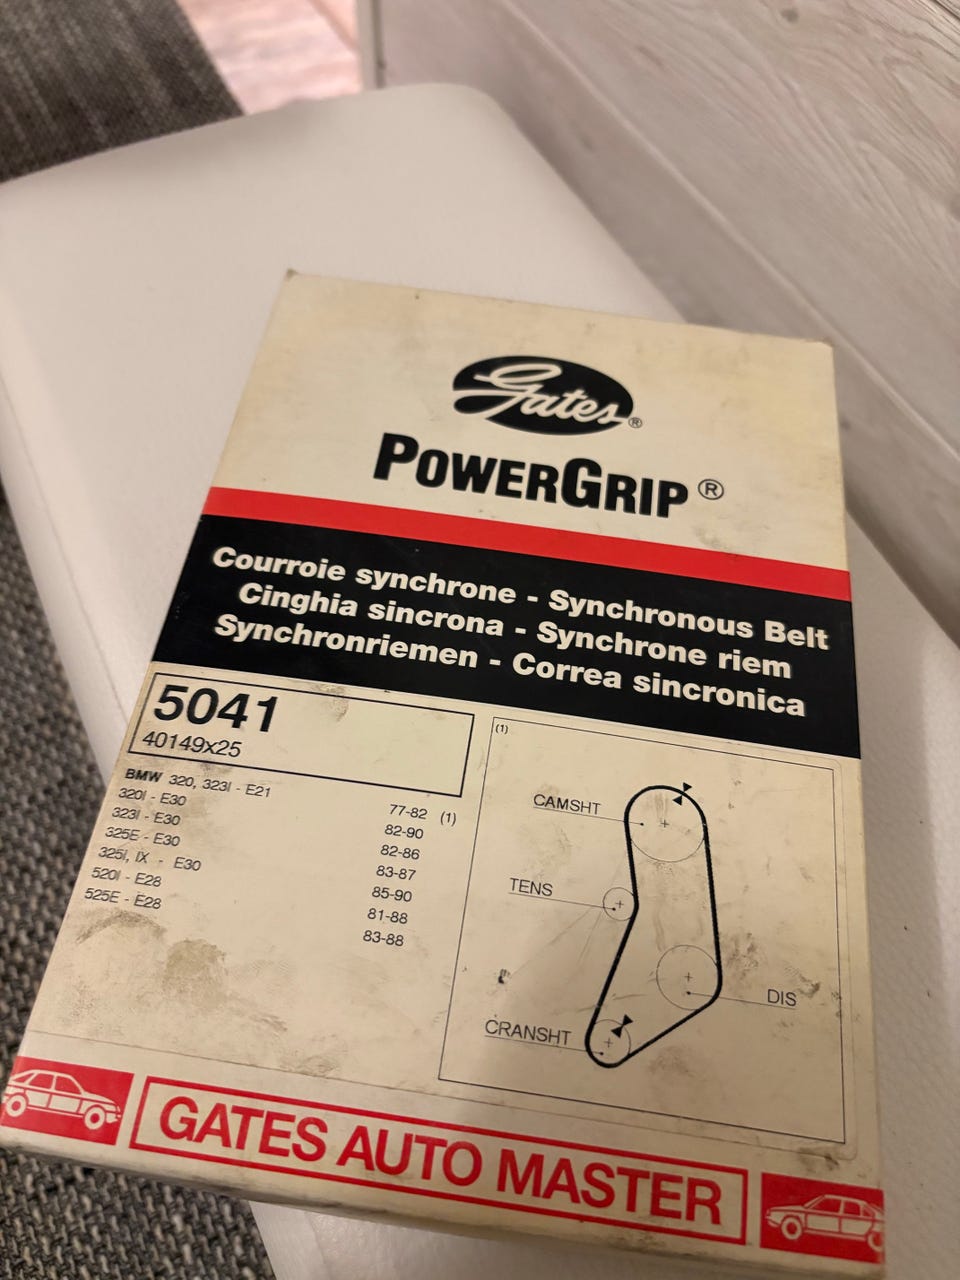 Gates®
POWERGRIP®
Courroie synchrone - Synchronous Belt
Cinghia sincrona - Synchrone riem
Synchronriemen - Correa sincronica
5041
40149x25
BMW 320, 323I - E21 77-82 (1)
320I - E30 82-90
323I - E30 82-86
325E - E30 83-87
325I, IX - E30 85-90
520I - E28 81-88
525E - E28 83-88
(1)
CAMSHT
TENS
DIS
CRANSHT
GATES AUTO MASTER